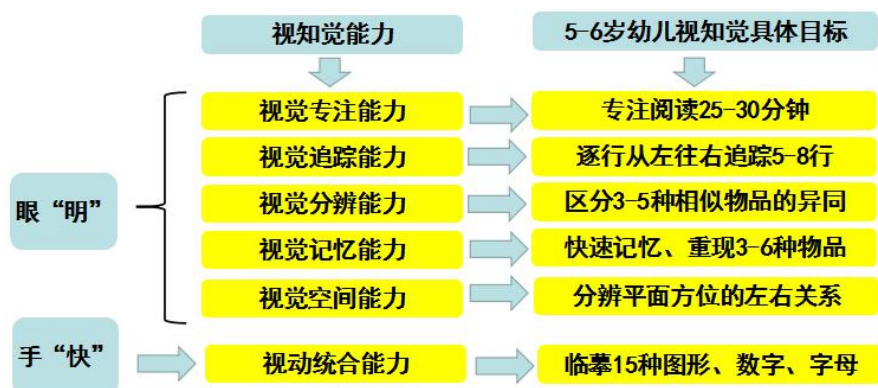 视知觉能力
5-6岁幼儿视知觉具体目标
眼“明”
视觉专注能力
专注阅读25-30分钟
视觉追踪能力
逐行从左往右追踪5-8行
视觉分辨能力
区分3-5种相似物品的异同
视觉记忆能力
快速记忆、重现3-6种物品
视觉空间能力
分辨平面方位的左右关系
手“快”
视动统合能力
临摹15种图形、数字、字母